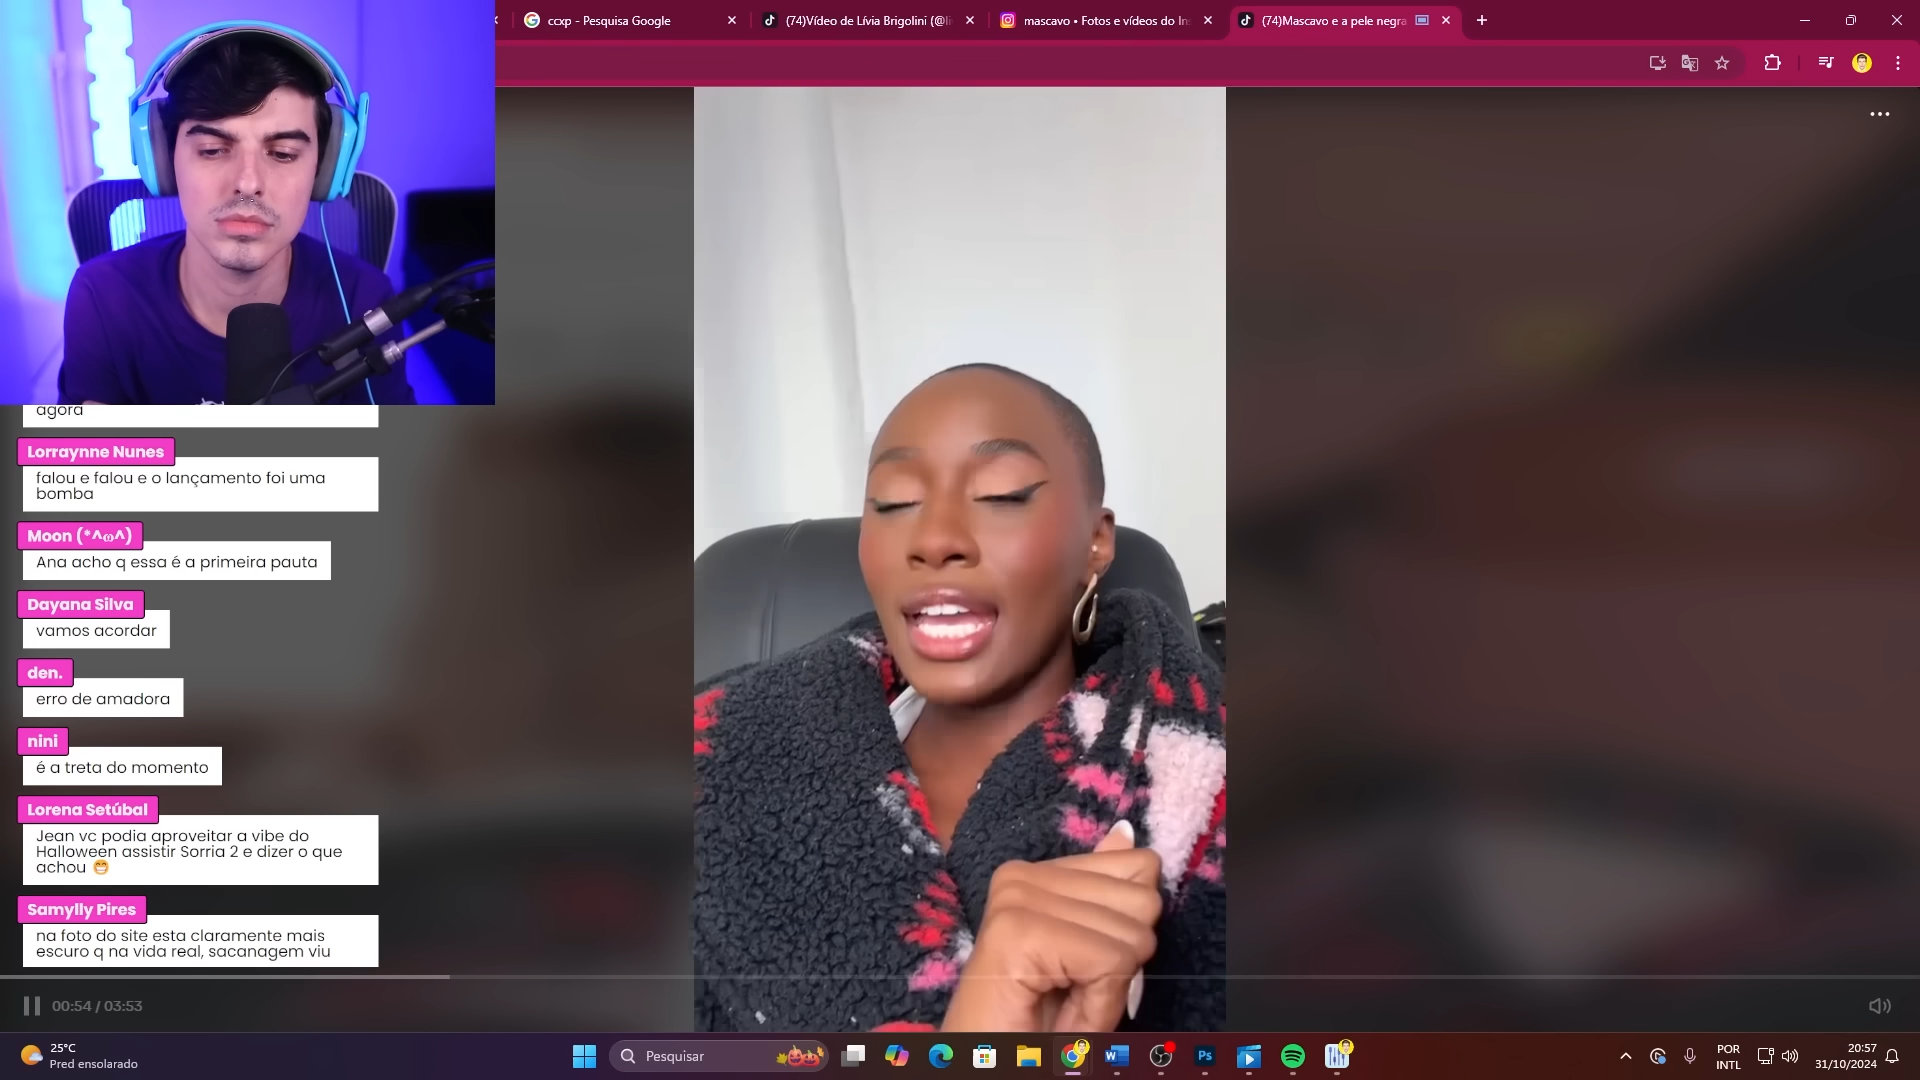 ccxp - Pesquisa Google
(74)Vídeo de Lívia Brigolini (@li
mascavo • Fotos e vídeos do In
(74)Mascavo e a pele negra
agora
Lorraynne Nunes
falou e falou e o lançamento foi uma
bomba
Moon (*^ω^)
Ana acho q essa é a primeira pauta
Dayana Silva
vamos acordar
den.
erro de amadora
nini
é a treta do momento
Lorena Setúbal
Jean vc podia aproveitar a vibe do
Halloween assistir Sorria 2 e dizer o que
achou 😁
Samylly Pires
na foto do site esta claramente mais
escuro q na vida real, sacanagem viu
00:54 / 03:53
25°C
Pred ensolarado
Pesquisar
POR
INTL
20:57
31/10/2024